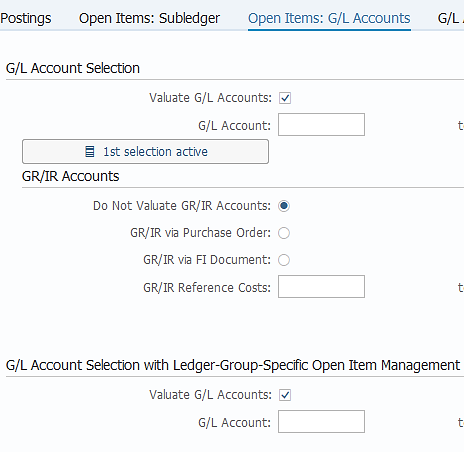 Postings Open Items: Subledger Open Items: G/L Accounts G/L
G/L Account Selection
Valuate G/L Accounts:
G/L Account:
1st selection active
GR/IR Accounts
Do Not Valuate GR/IR Accounts:
GR/IR via Purchase Order:
GR/IR via FI Document:
GR/IR Reference Costs:
G/L Account Selection with Ledger-Group-Specific Open Item Management
Valuate G/L Accounts:
G/L Account: